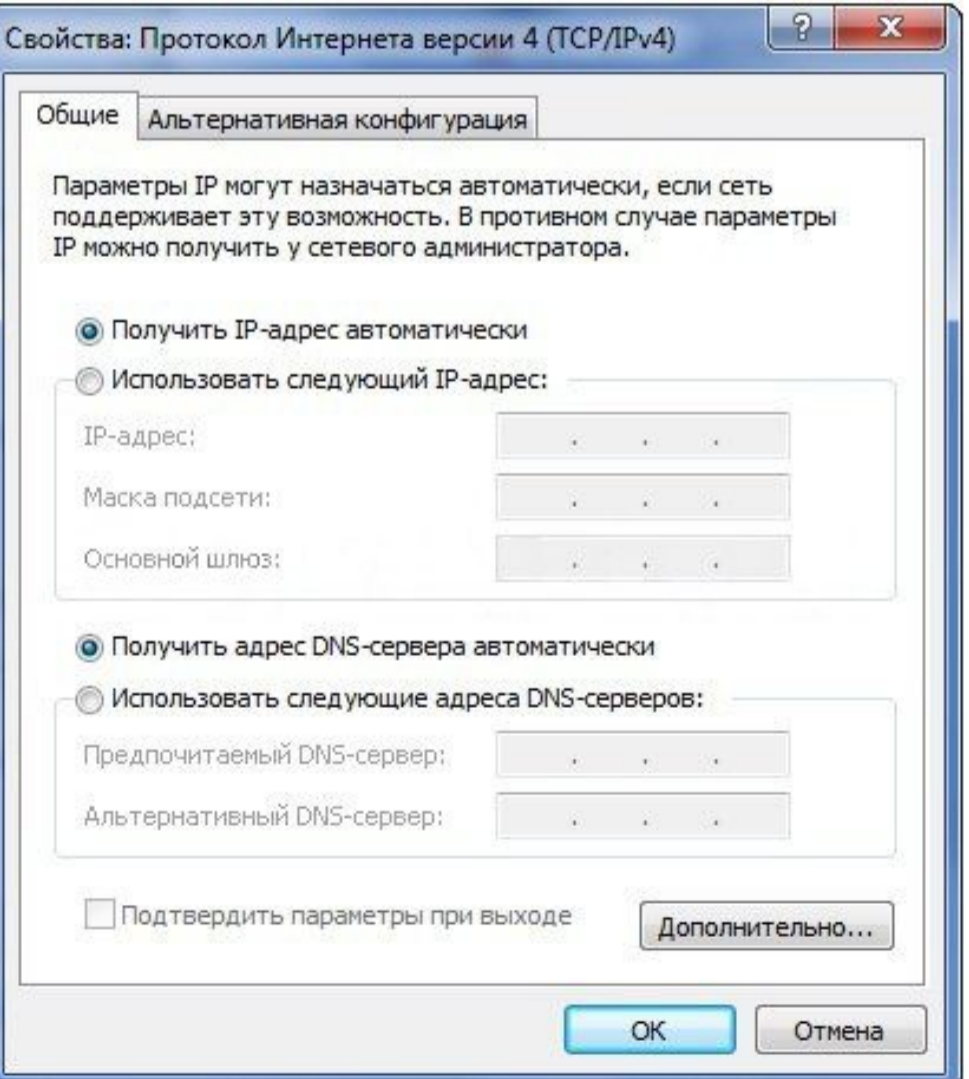 Свойства: Протокол Интернета версии 4 (TCP/IPv4)
?
X
Общие
Альтернативная конфигурация
Параметры IP могут назначаться автоматически, если сеть
поддерживает эту возможность. В противном случае параметры
IP можно получить у сетевого администратора.
Получить IP-адрес автоматически
Использовать следующий IP-адрес:
IP-адрес: . . .
Маска подсети: . . .
Основной шлюз: . . .
Получить адрес DNS-сервера автоматически
Использовать следующие адреса DNS-серверов:
Предпочитаемый DNS-сервер: . . .
Альтернативный DNS-сервер: . . .
Подтвердить параметры при выходе
Дополнительно...
ОК
Отмена